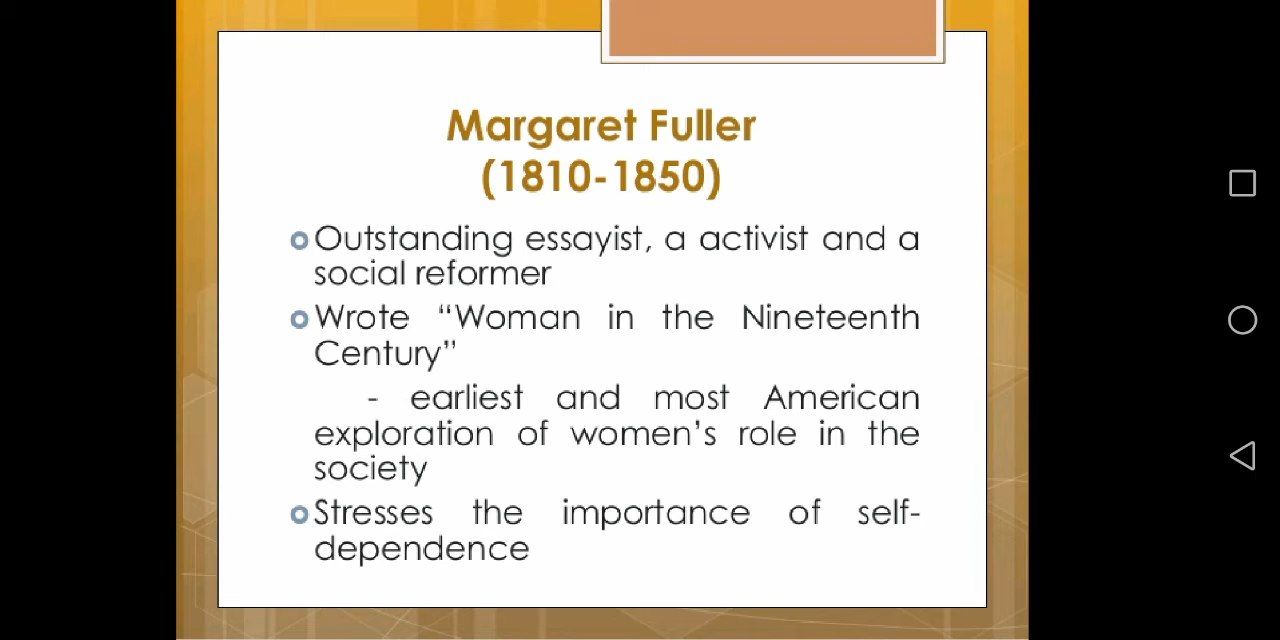 Margaret Fuller
(1810-1850)
Outstanding essayist, a activist and a
social reformer
Wrote “Woman in the Nineteenth
Century”
- earliest and most American
exploration of women’s role in the
society
Stresses the importance of self-
dependence